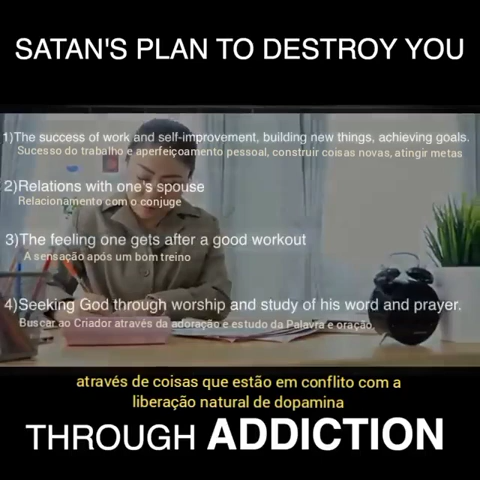 SATAN'S PLAN TO DESTROY YOU
1)The success of work and self-improvement, building new things, achieving goals.
Sucesso do trabalho e aperfeiçoamento pessoal, construir coisas novas, atingir metas
2)Relations with one's spouse
Relacionamento com o conjuge
3)The feeling one gets after a good workout
A sensação após um bom treino
4)Seeking God through worship and study of his word and prayer.
Buscar ao Criador através da adoração e estudo da Palavra e oração.
através de coisas que estão em conflito com a
liberação natural de dopamina
THROUGH ADDICTION